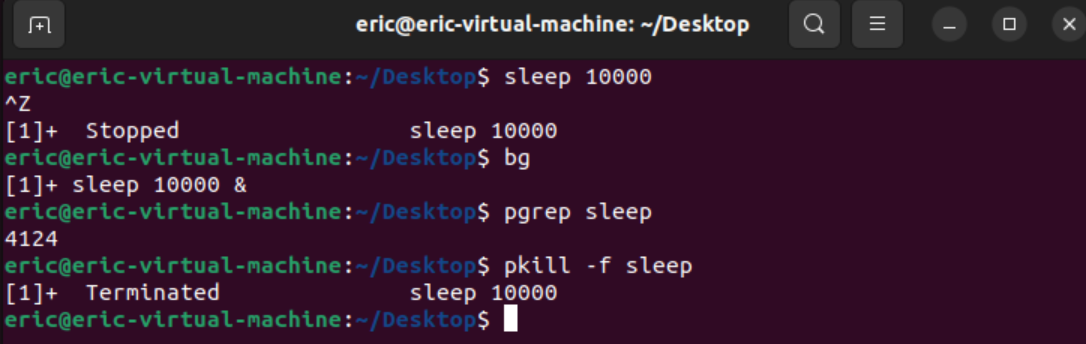 eric@eric-virtual-machine: ~/Desktop
eric@eric-virtual-machine:~/Desktop$ sleep 10000
^Z
[1]+  Stopped                 sleep 10000
eric@eric-virtual-machine:~/Desktop$ bg
[1]+ sleep 10000 &
eric@eric-virtual-machine:~/Desktop$ pgrep sleep
4124
eric@eric-virtual-machine:~/Desktop$ pkill -f sleep
[1]+  Terminated              sleep 10000
eric@eric-virtual-machine:~/Desktop$